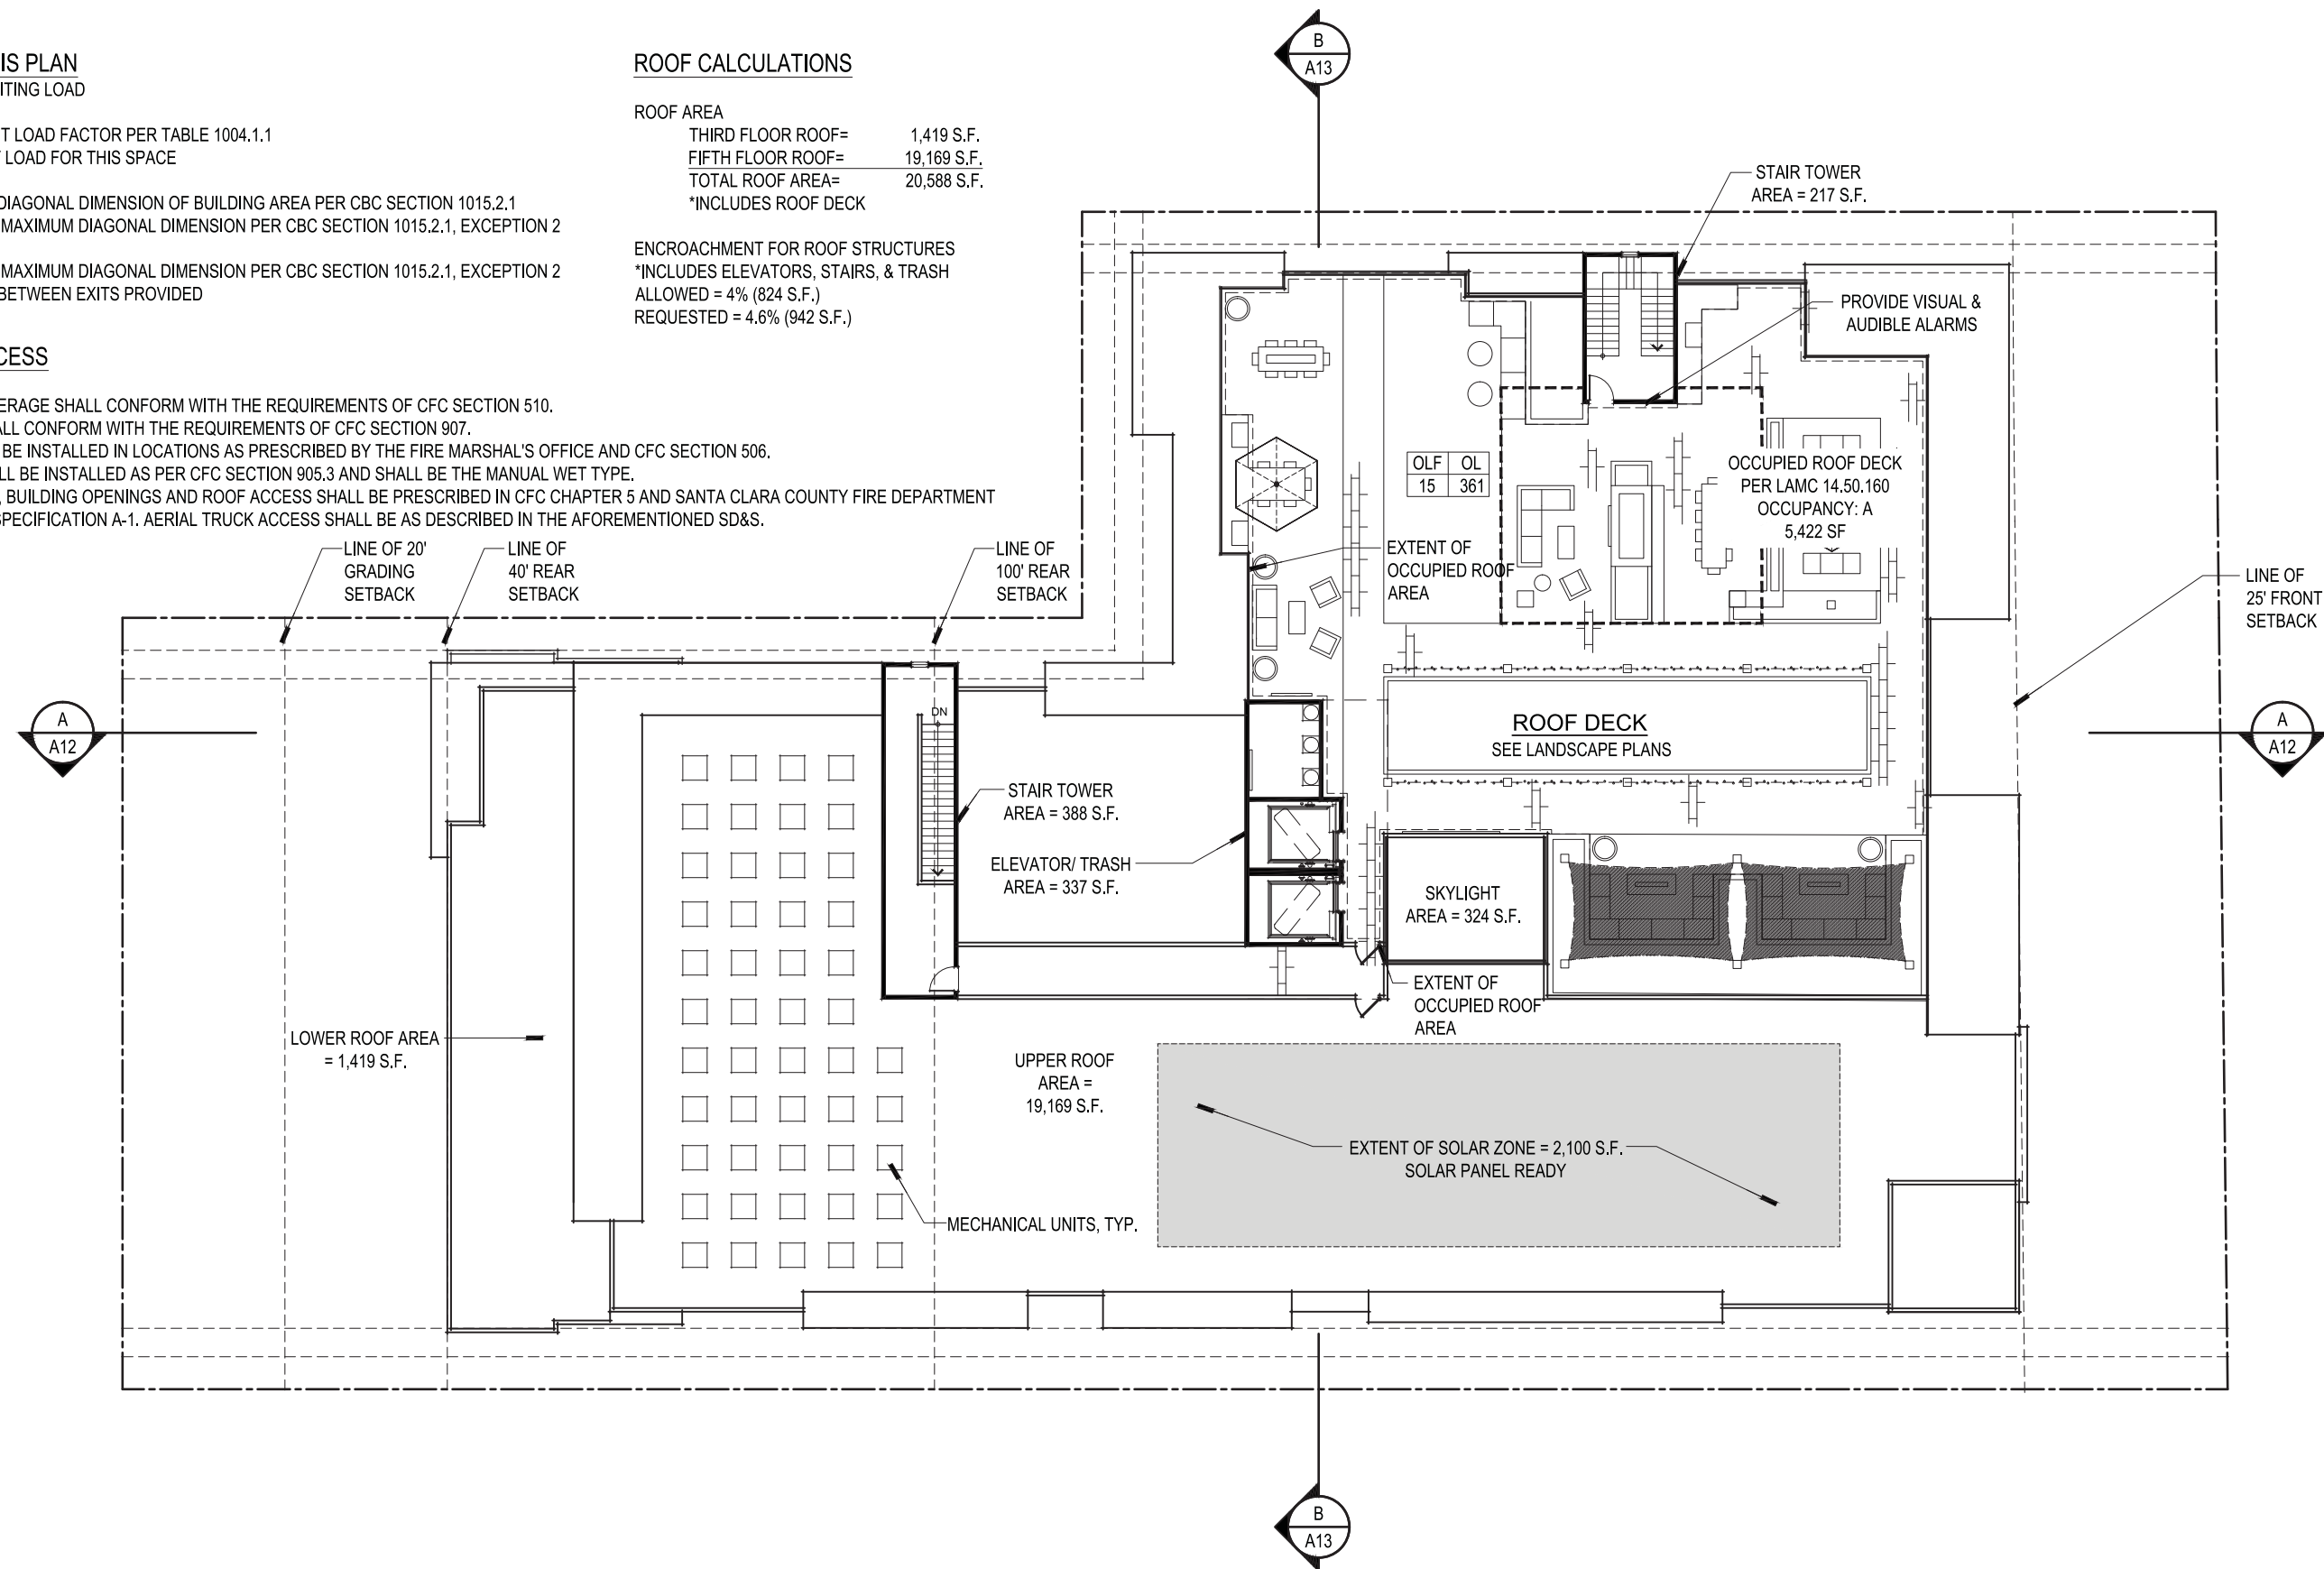 IS PLAN
ITING LOAD
T LOAD FACTOR PER TABLE 1004.1.1
LOAD FOR THIS SPACE
DIAGONAL DIMENSION OF BUILDING AREA PER CBC SECTION 1015.2.1
MAXIMUM DIAGONAL DIMENSION PER CBC SECTION 1015.2.1, EXCEPTION 2
MAXIMUM DIAGONAL DIMENSION PER CBC SECTION 1015.2.1, EXCEPTION 2
BETWEEN EXITS PROVIDED
CESS
ERAGE SHALL CONFORM WITH THE REQUIREMENTS OF CFC SECTION 510.
ALL CONFORM WITH THE REQUIREMENTS OF CFC SECTION 907.
BE INSTALLED IN LOCATIONS AS PRESCRIBED BY THE FIRE MARSHAL'S OFFICE AND CFC SECTION 506.
LL BE INSTALLED AS PER CFC SECTION 905.3 AND SHALL BE THE MANUAL WET TYPE.
, BUILDING OPENINGS AND ROOF ACCESS SHALL BE PRESCRIBED IN CFC CHAPTER 5 AND SANTA CLARA COUNTY FIRE DEPARTMENT
SPECIFICATION A-1. AERIAL TRUCK ACCESS SHALL BE AS DESCRIBED IN THE AFOREMENTIONED SD&S.
ROOF CALCULATIONS
ROOF AREA
THIRD FLOOR ROOF= 1,419 S.F.
FIFTH FLOOR ROOF= 19,169 S.F.
TOTAL ROOF AREA= 20,588 S.F.
*INCLUDES ROOF DECK
ENCROACHMENT FOR ROOF STRUCTURES
*INCLUDES ELEVATORS, STAIRS, & TRASH
ALLOWED = 4% (824 S.F.)
REQUESTED = 4.6% (942 S.F.)
B
A13
STAIR TOWER
AREA = 217 S.F.
PROVIDE VISUAL &
AUDIBLE ALARMS
OLF OL
15 361
OCCUPIED ROOF DECK
PER LAMC 14.50.160
OCCUPANCY: A
5,422 SF
LINE OF 20'
GRADING
SETBACK
LINE OF
40' REAR
SETBACK
LINE OF
100' REAR
SETBACK
EXTENT OF
OCCUPIED ROOF
AREA
LINE OF
25' FRONT
SETBACK
A
A12
DN
ROOF DECK
SEE LANDSCAPE PLANS
A
A12
STAIR TOWER
AREA = 388 S.F.
ELEVATOR/ TRASH
AREA = 337 S.F.
SKYLIGHT
AREA = 324 S.F.
EXTENT OF
OCCUPIED ROOF
AREA
LOWER ROOF AREA
= 1,419 S.F.
UPPER ROOF
AREA =
19,169 S.F.
EXTENT OF SOLAR ZONE = 2,100 S.F.
SOLAR PANEL READY
MECHANICAL UNITS, TYP.
B
A13